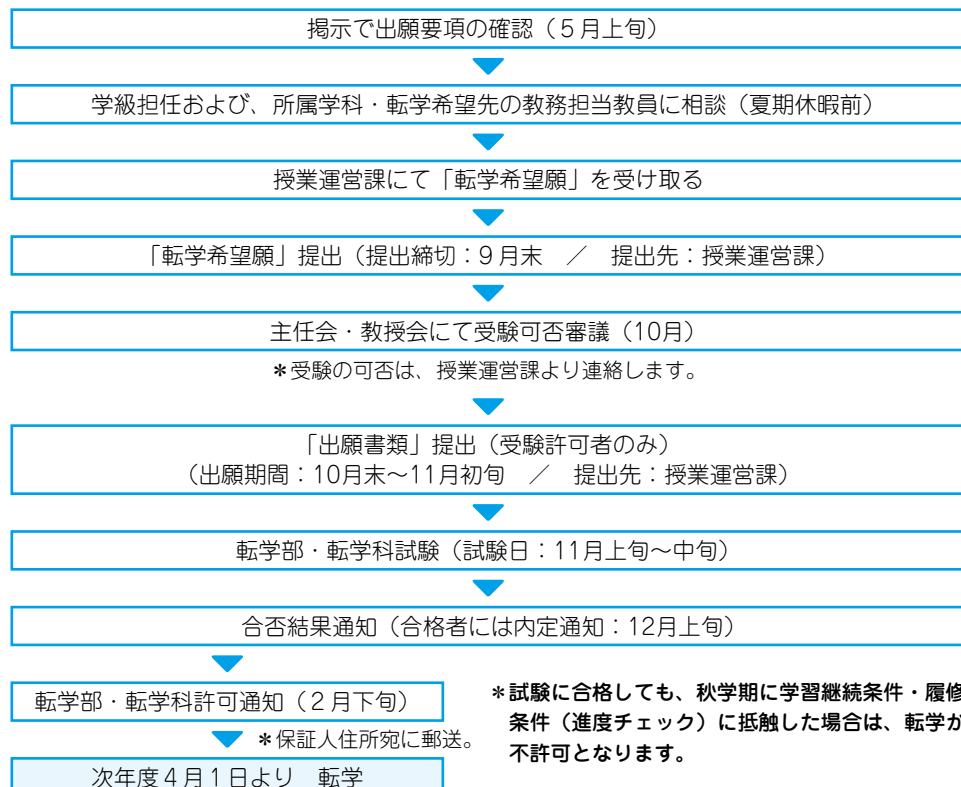 掲示で出願要項の確認（５月上旬）
学級担任および、所属学科・転学希望先の教務担当教員に相談（夏期休暇前）
授業運営課にて「転学希望願」を受け取る
「転学希望願」提出（提出締切：９月末　／　提出先：授業運営課）
主任会・教授会にて受験可否審議（10月）
＊受験の可否は、授業運営課より連絡します。
「出願書類」提出（受験許可者のみ）
（出願期間：10月末～11月初旬　／　提出先：授業運営課）
転学部・転学科試験（試験日：11月上旬～中旬）
合否結果通知（合格者には内定通知：12月上旬）
転学部・転学科許可通知（２月下旬）
＊保証人住所宛に郵送。
次年度４月１日より　転学
＊試験に合格しても、秋学期に学習継続条件・履修
条件（進度チェック）に抵触した場合は、転学が
不許可となります。